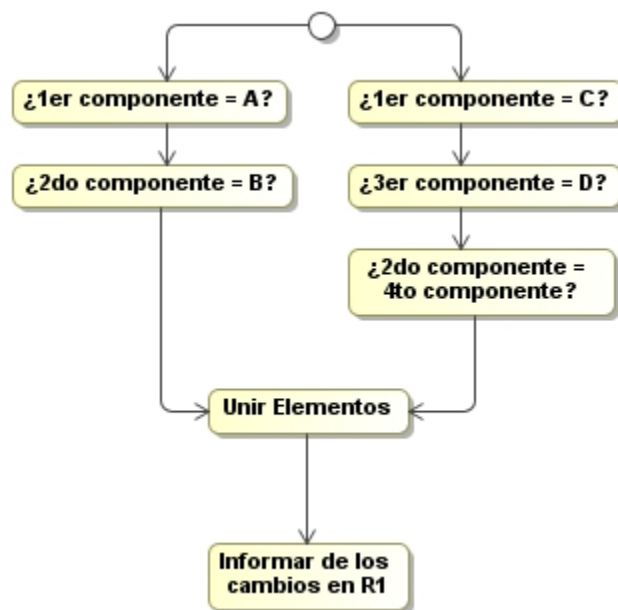 ¿1er componente = A?
¿1er componente = C?
¿2do componente = B?
¿3er componente = D?
¿2do componente =
4to componente?
Unir Elementos
Informar de los
cambios en R1